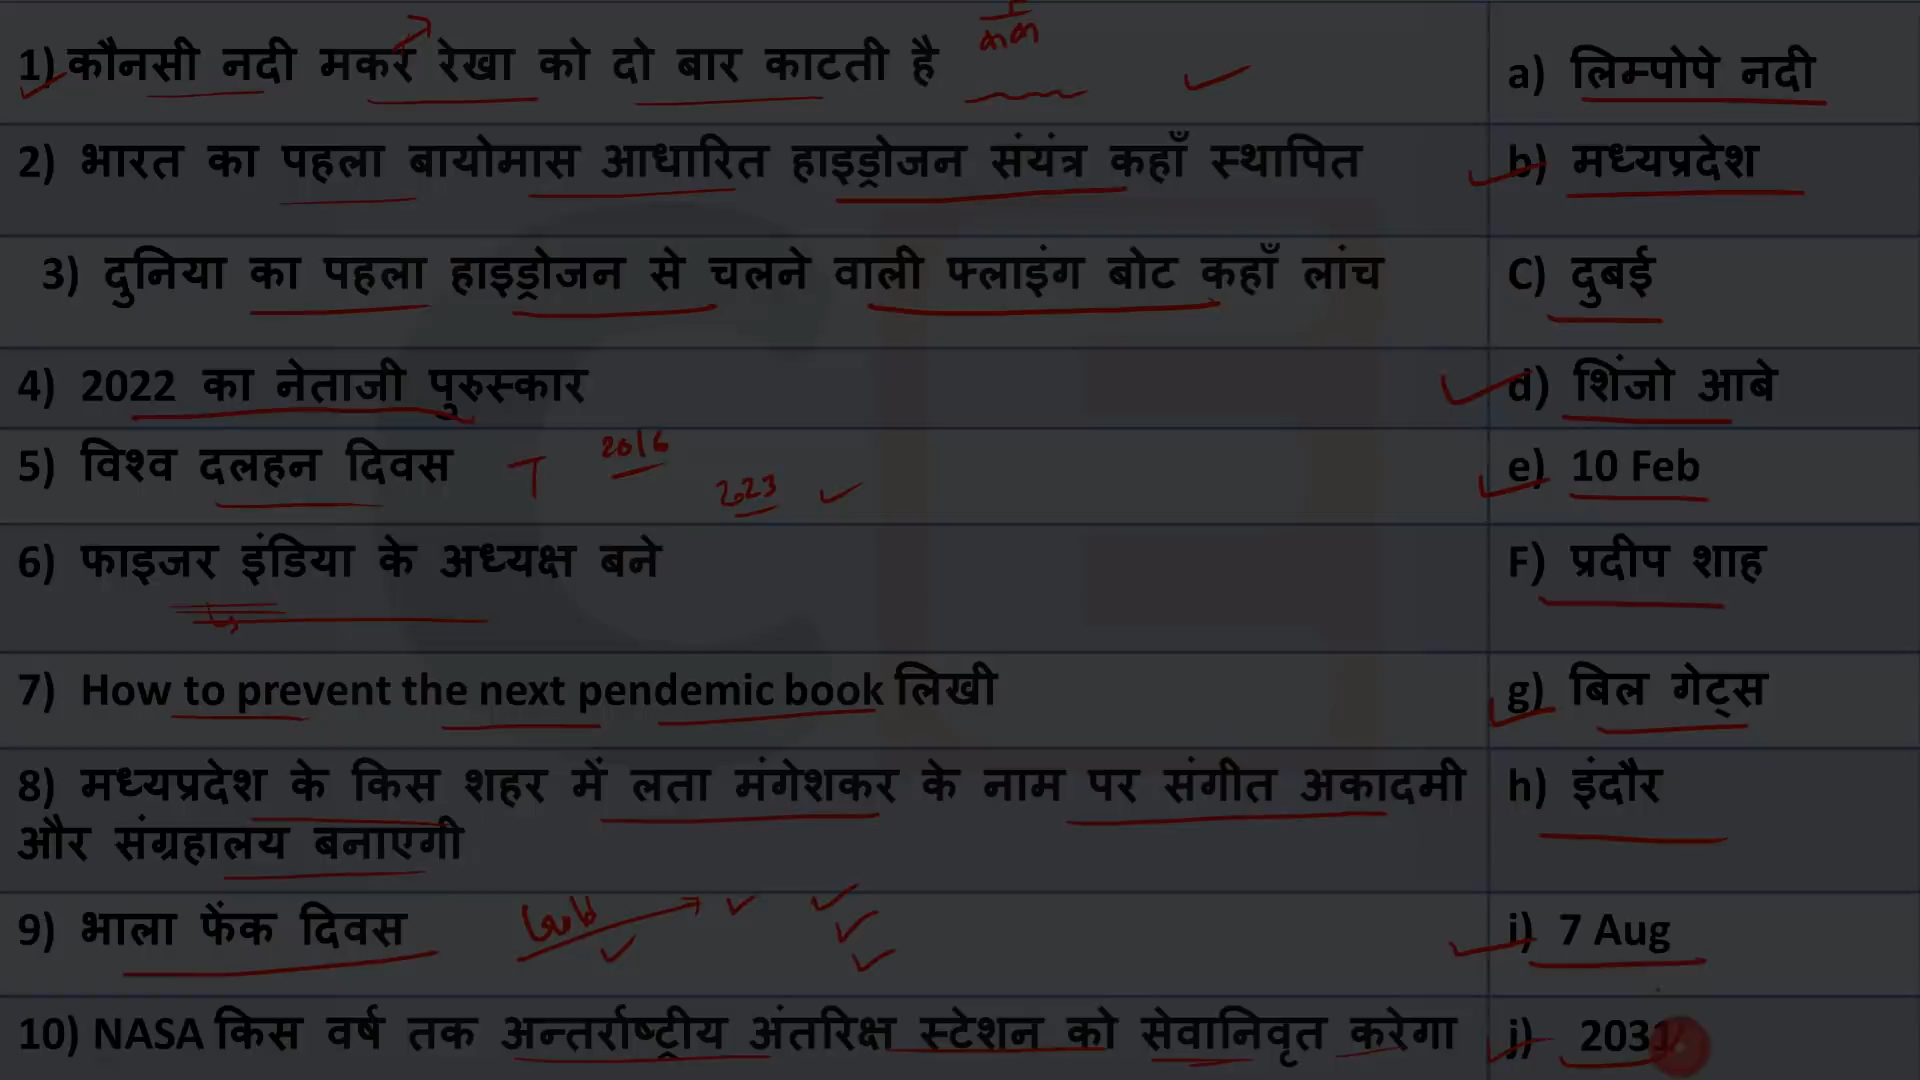 1) कौनसी नदी मकर रेखा को दो बार काटती है
a) लिम्पोपे नदी
2) भारत का पहला बायोमास आधारित हाइड्रोजन संयंत्र कहाँ स्थापित
b) मध्यप्रदेश
3) दुनिया का पहला हाइड्रोजन से चलने वाली फ्लाइंग बोट कहाँ लांच
C) दुबई
4) 2022 का नेताजी पुरुस्कार
d) शिंजो आबे
5) विश्व दलहन दिवस
2016
2023
e) 10 Feb
6) फाइजर इंडिया के अध्यक्ष बने
F) प्रदीप शाह
7) How to prevent the next pendemic book लिखी
g) बिल गेट्स
8) मध्यप्रदेश के किस शहर में लता मंगेशकर के नाम पर संगीत अकादमी
और संग्रहालय बनाएगी
h) इंदौर
9) भाला फेंक दिवस
Gold
i) 7 Aug
10) NASA किस वर्ष तक अन्तर्राष्ट्रीय अंतरिक्ष स्टेशन को सेवानिवृत करेगा
j) 2031